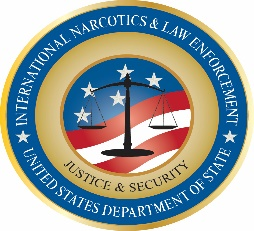 INTERNATIONAL NARCOTICS & LAW ENFORCEMENT
JUSTICE & SECURITY
UNITED STATES DEPARTMENT OF STATE